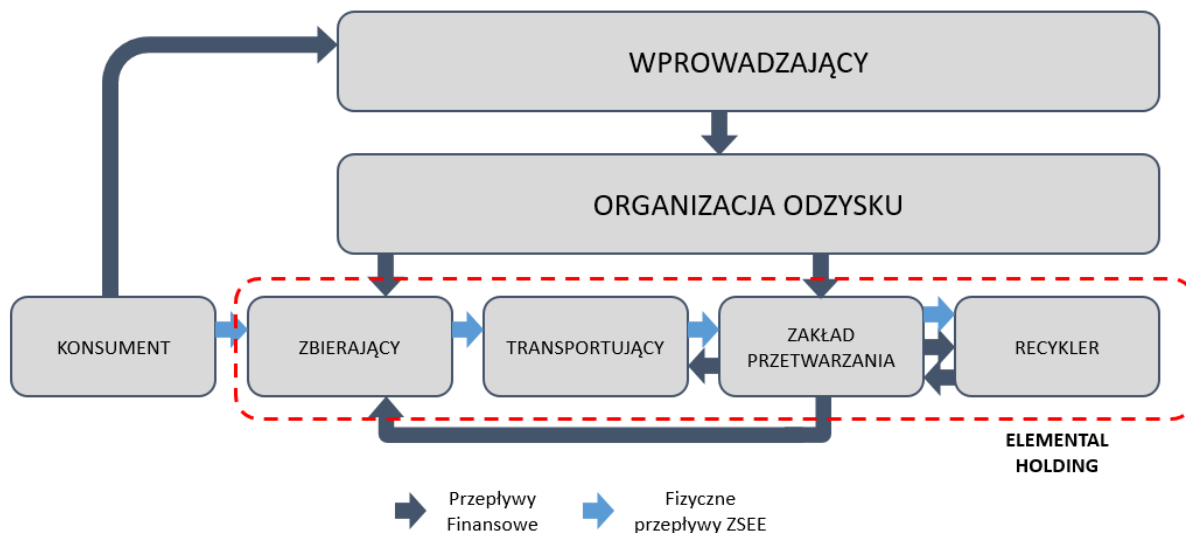 WPROWADZAJĄCY
ORGANIZACJA ODZYSKU
KONSUMENT
ZBIERAJĄCY
TRANSPORTUJĄCY
ZAKŁAD
PRZETWARZANIA
RECYKLER
ELEMENTAL
HOLDING
Przepływy
Finansowe
Fizyczne
przepływy ZSEE